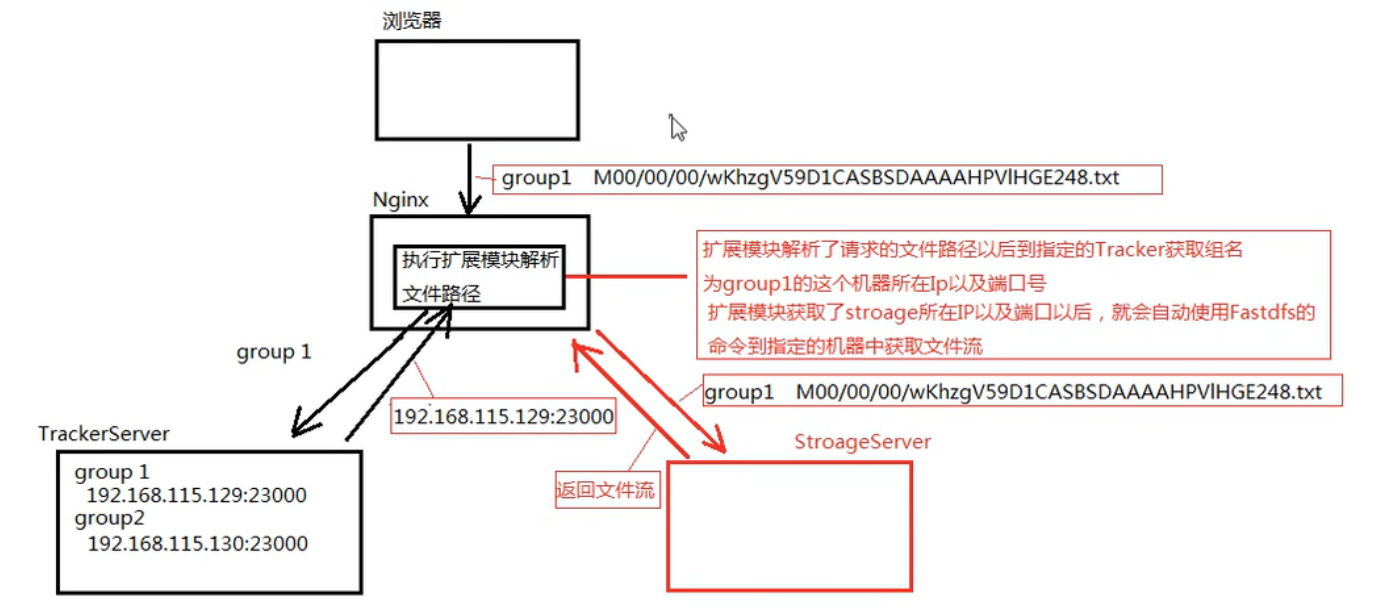 浏览器
group1 M00/00/00/wKhzgV59D1CASBSDAAAAHPVlHGE248.txt
Nginx
执行扩展模块解析
文件路径
扩展模块解析了请求的文件路径以后到指定的Tracker获取组名
为group1的这个机器所在Ip以及端口号
扩展模块获取了stroage所在IP以及端口以后，就会自动使用Fastdfs的
命令到指定的机器中获取文件流
group 1
192.168.115.129:23000
group1 M00/00/00/wKhzgV59D1CASBSDAAAAHPVlHGE248.txt
TrackerServer
group 1
192.168.115.129:23000
group2
192.168.115.130:23000
返回文件流
StroageServer